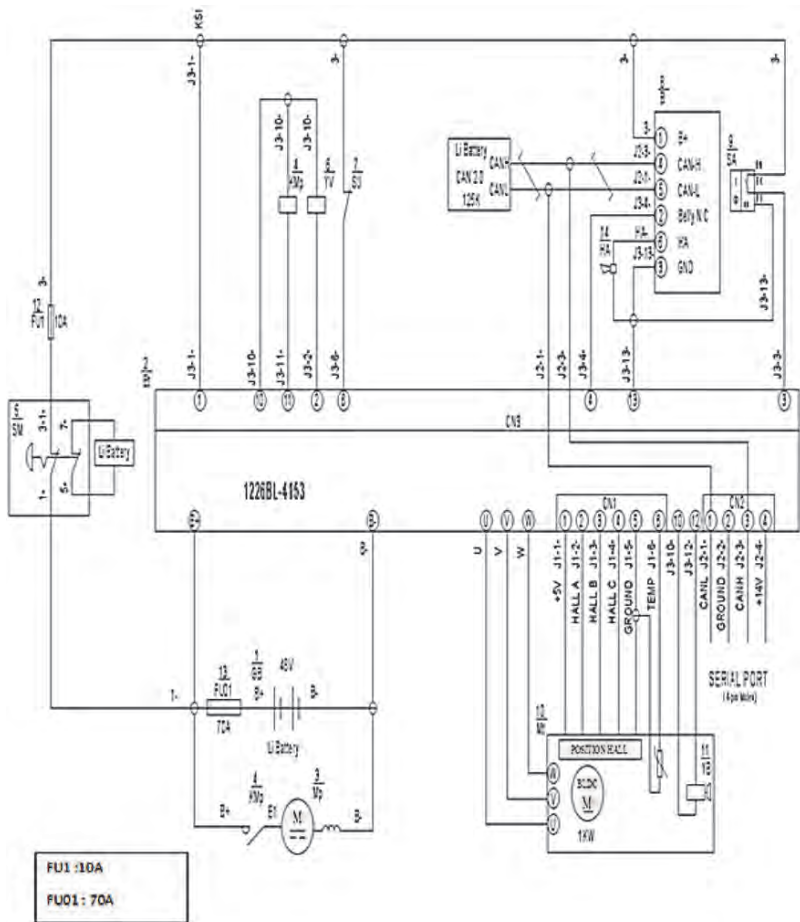 KSI
J3-1-
3-
3-
3-
J3-10-
J3-10-
4
KMp
6
YV
7
SU
Li Battery
CAN 2.0
125K
CANH
CANL
3-
J2-3-
J2-1-
J3-4-
HA-
J3-13-
1 B+
4 CAN-H
5 CAN-L
2 Belly N.C
6 HA
3 GND
9
SA
14
HA
J3-13-
12
FU1
10A
J3-1-
J3-10-
J3-11-
J3-2-
J3-6-
J2-1-
J2-3-
J3-4-
J3-13-
J3-3-
1
10
11
2
6
4
13
3
CN3
3-1-
7-
1-
5-
Li Battery
1226BL-4153
B+
B-
U
V
W
CN1
1
2
3
4
5
6
10
12
CN2
1
2
3
4
B-
U
V
W
+5V J1-1-
HALL A J1-2-
HALL B J1-3-
HALL C J1-4-
GROUND J1-5-
TEMP J1-6-
J3-10-
J3-12-
CANL J2-1-
GROUND J2-2-
CANH J2-3-
+14V J2-4-
SERIAL PORT
1-
13
FU01
70A
1
GB
B+
48V
B-
Li Battery
4
KMp
3
Mp
B+
E1
M
B-
10
POSITION HALL
W
V
U
BLDC
M
1KW
11
YB
FU1 :10A
FU01 : 70A